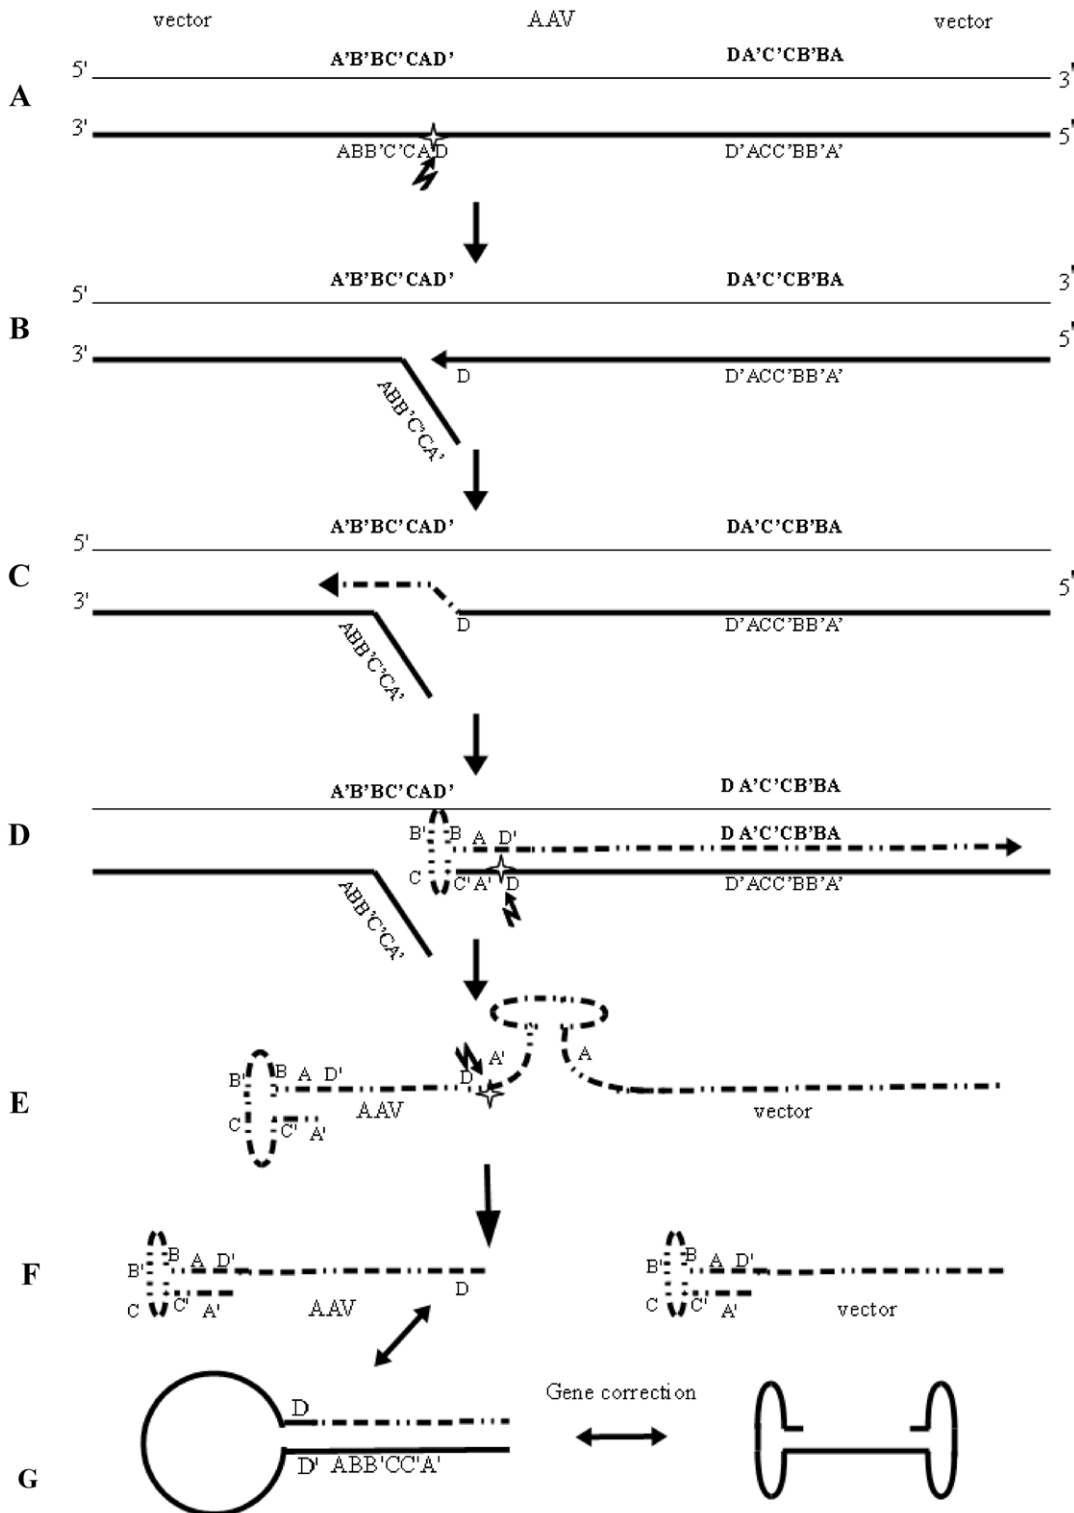 vector AAV vector
A'B'BC'CAD' DA'C'CB'BA
5' 3'
A
3' 5'
ABB'C'CA'D D'ACC'BB'A'
A'B'BC'CAD' DA'C'CB'BA 3'
5'
B 5'
3'
D D'ACC'BB'A'
ABB'C'CA'
A'B'BC'CAD' DA'C'CB'BA
5'
C 5'
3'
D D'ACC'BB'A'
ABB'C'CA'
A'B'BC'CAD' DA'C'CB'BA
D B' B A D' DA'C'CB'BA
C C'A' D D'ACC'BB'A'
ABB'C'CA'
A' A
B' B A D' D
E AAV vector
C C' A'
B A D' B A D'
F B' B'
D
C C' A' AAV C C' A' vector
D Gene correction
D' ABB'CC'A'
G